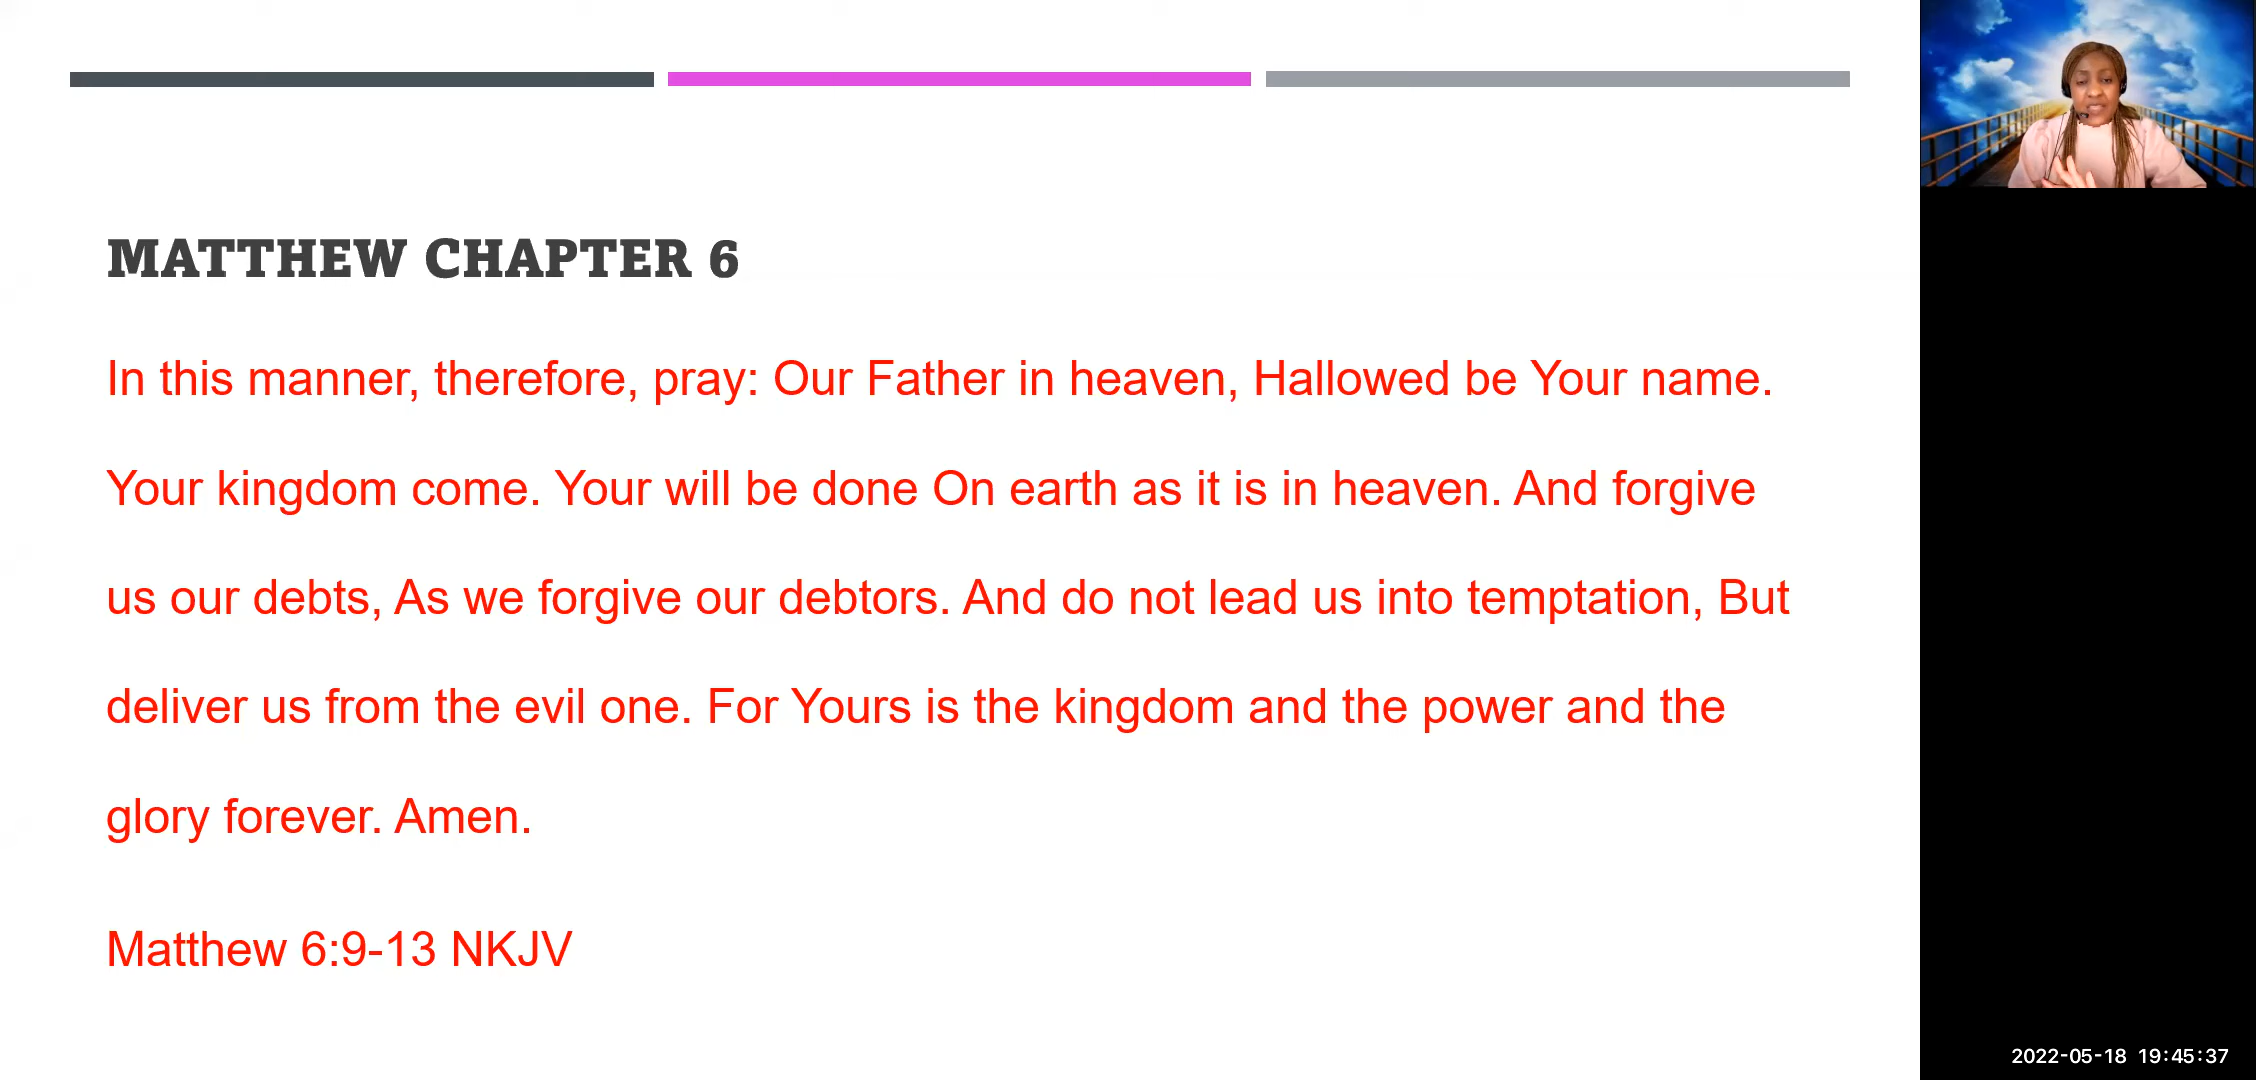 MATTHEW CHAPTER 6
In this manner, therefore, pray: Our Father in heaven, Hallowed be Your name.
Your kingdom come. Your will be done On earth as it is in heaven. And forgive
us our debts, As we forgive our debtors. And do not lead us into temptation, But
deliver us from the evil one. For Yours is the kingdom and the power and the
glory forever. Amen.
Matthew 6:9-13 NKJV
2022-05-18 19:45:37